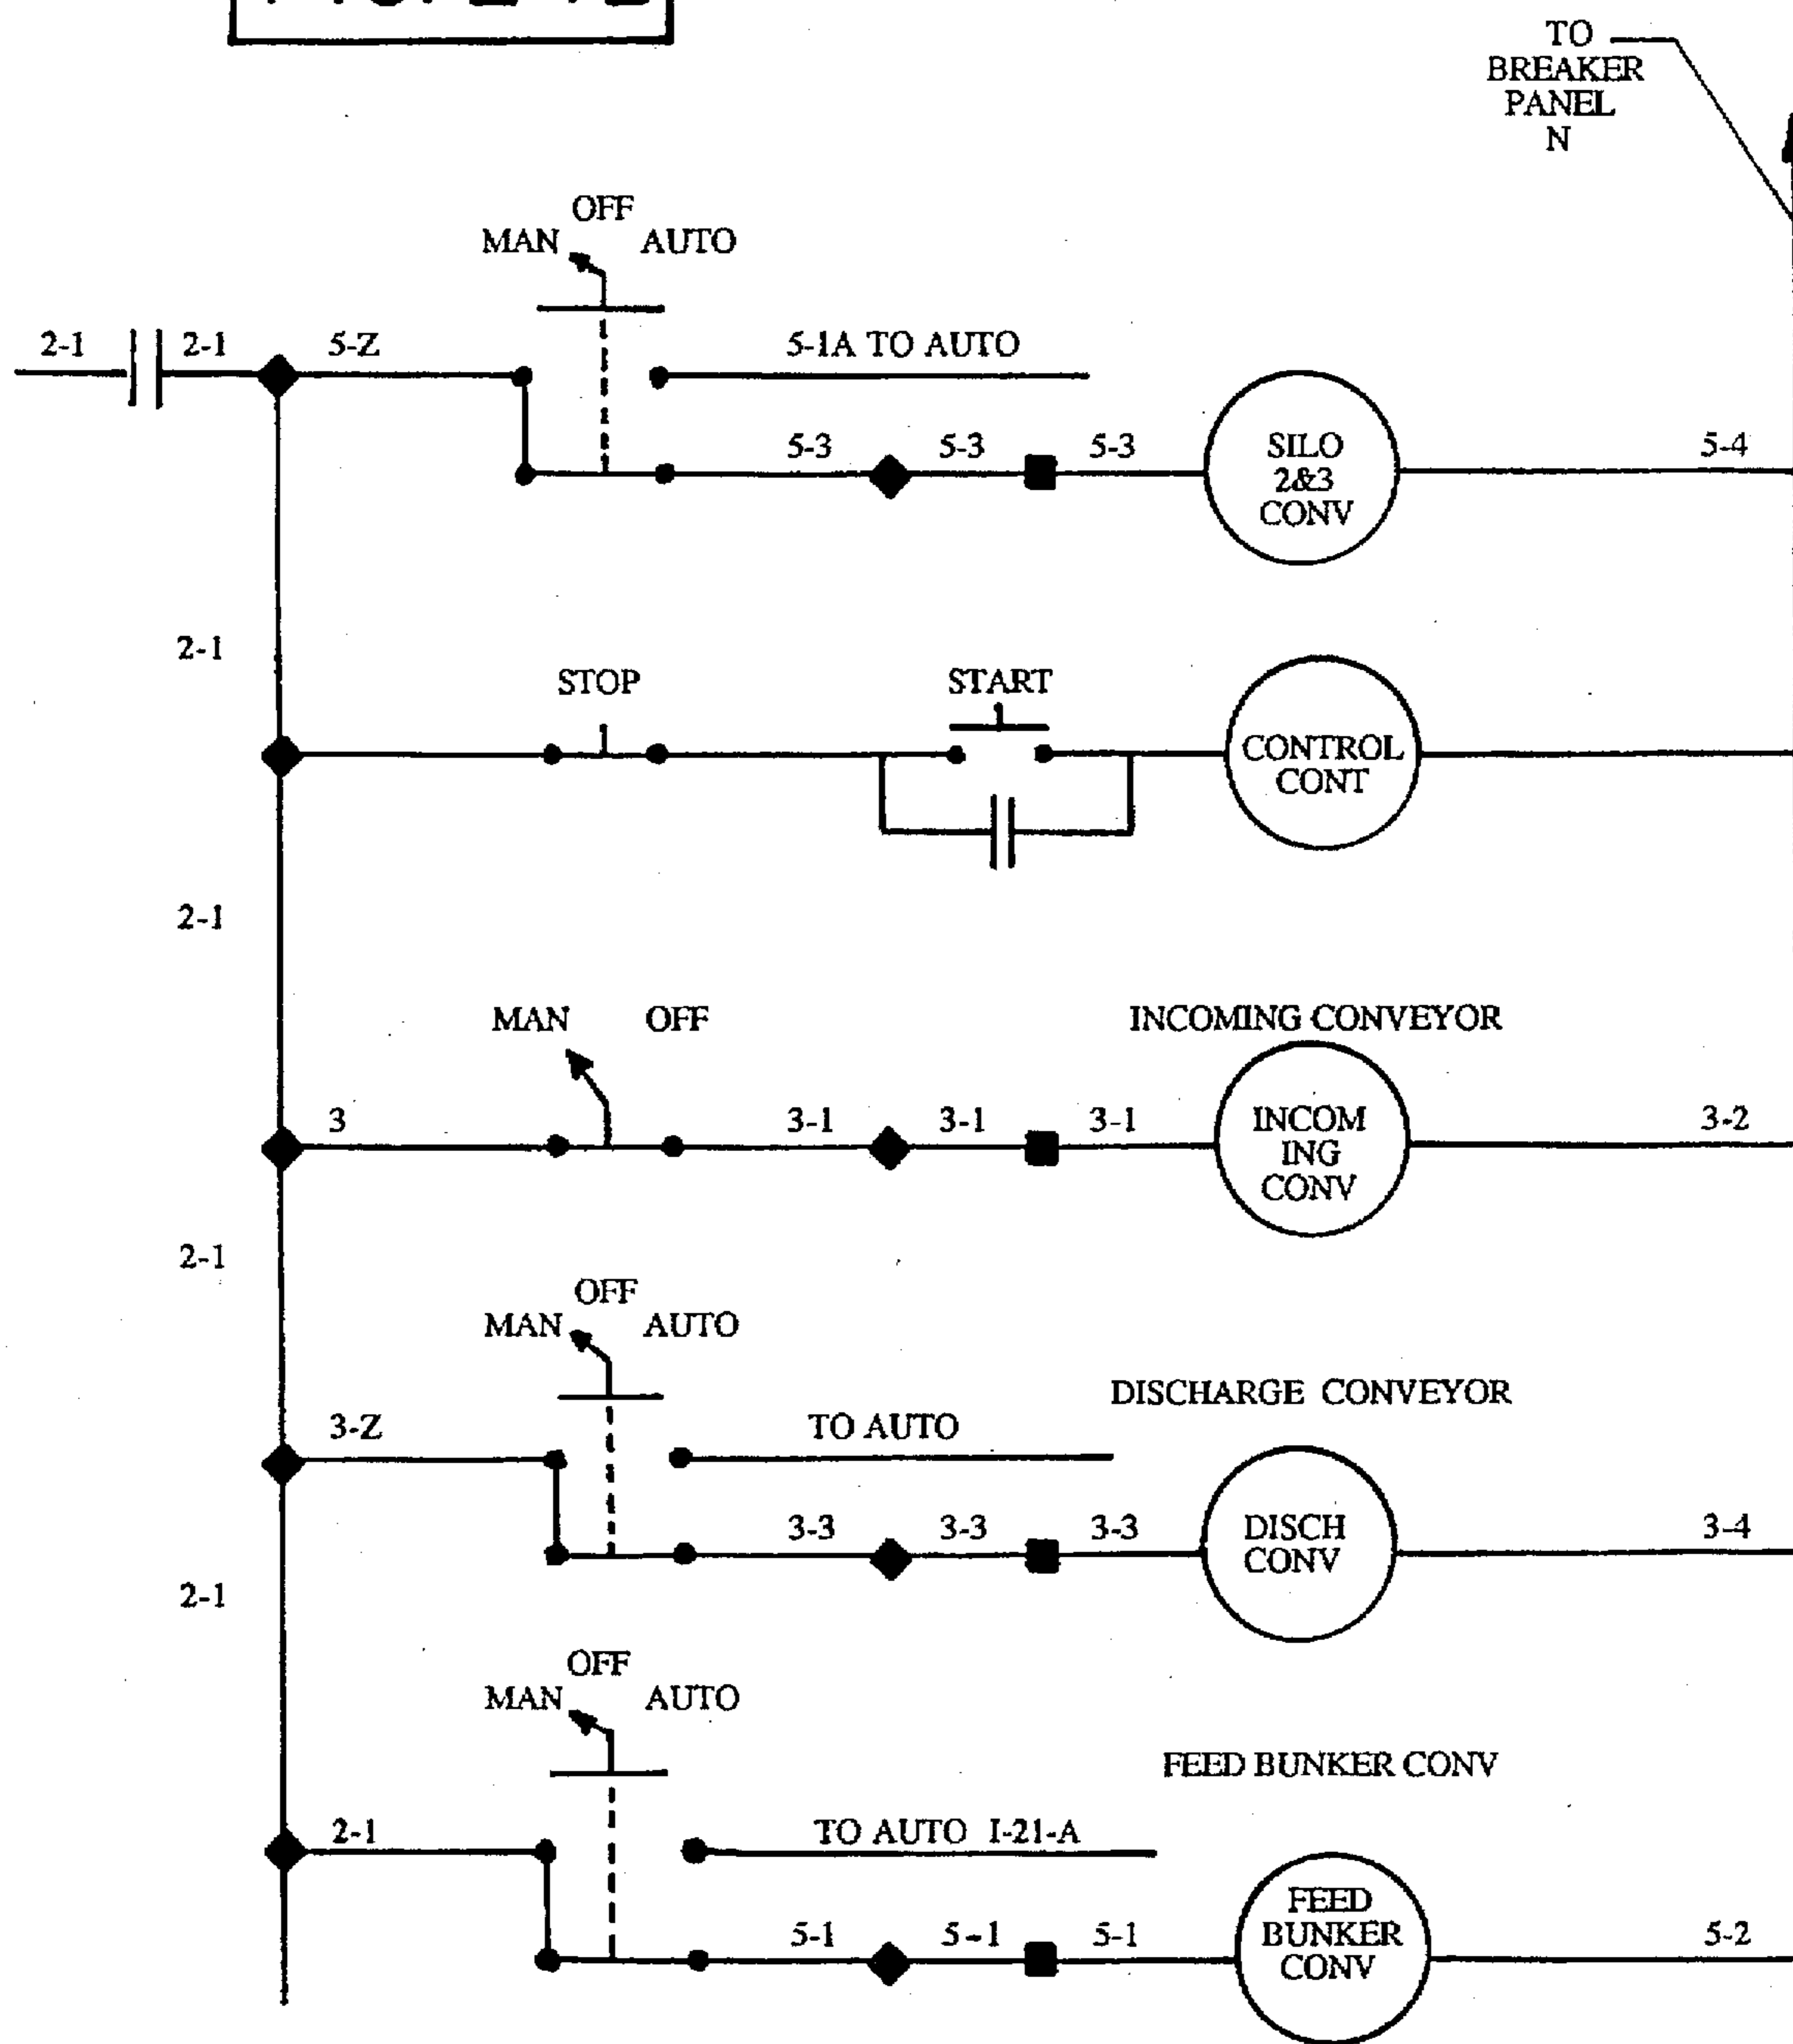 TO
BREAKER
PANEL
N
OFF
MAN AUTO
2-1 2-1 5-Z 5-1A TO AUTO
5-3 5-3 5-3 SILO 5-4
2&3
CONV
2-1
STOP START
CONTROL
CONT
2-1
MAN OFF INCOMING CONVEYOR
3 3-1 3-1 3-1 INCOM 3-2
ING
CONV
2-1
OFF
MAN AUTO
DISCHARGE CONVEYOR
3-Z TO AUTO
3-3 3-3 3-3 DISCH 3-4
CONV
2-1
OFF
MAN AUTO
FEED BUNKER CONV
2-1 TO AUTO I-21-A
FEED
5-1 5-1 5-1 BUNKER 5-2
CONV